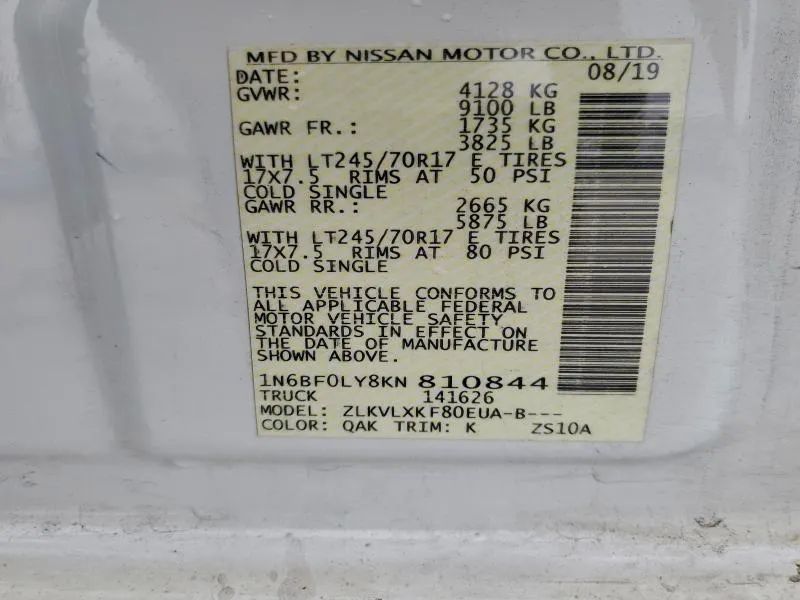 MFD BY NISSAN MOTOR CO., LTD.
DATE: 08/19
GVWR: 4128 KG
9100 LB
GAWR FR.: 1735 KG
3825 LB
WITH LT245/70R17 E TIRES
17X7.5 RIMS AT 50 PSI
COLD SINGLE
GAWR RR.: 2665 KG
5875 LB
WITH LT245/70R17 E TIRES
17X7.5 RIMS AT 80 PSI
COLD SINGLE
THIS VEHICLE CONFORMS TO
ALL APPLICABLE FEDERAL
MOTOR VEHICLE SAFETY
STANDARDS IN EFFECT ON
THE DATE OF MANUFACTURE
SHOWN ABOVE.
1N6BF0LY8KN 810844
TRUCK 141626
MODEL: ZLKVLXKF80EUA-B---
COLOR: QAK TRIM: K ZS10A